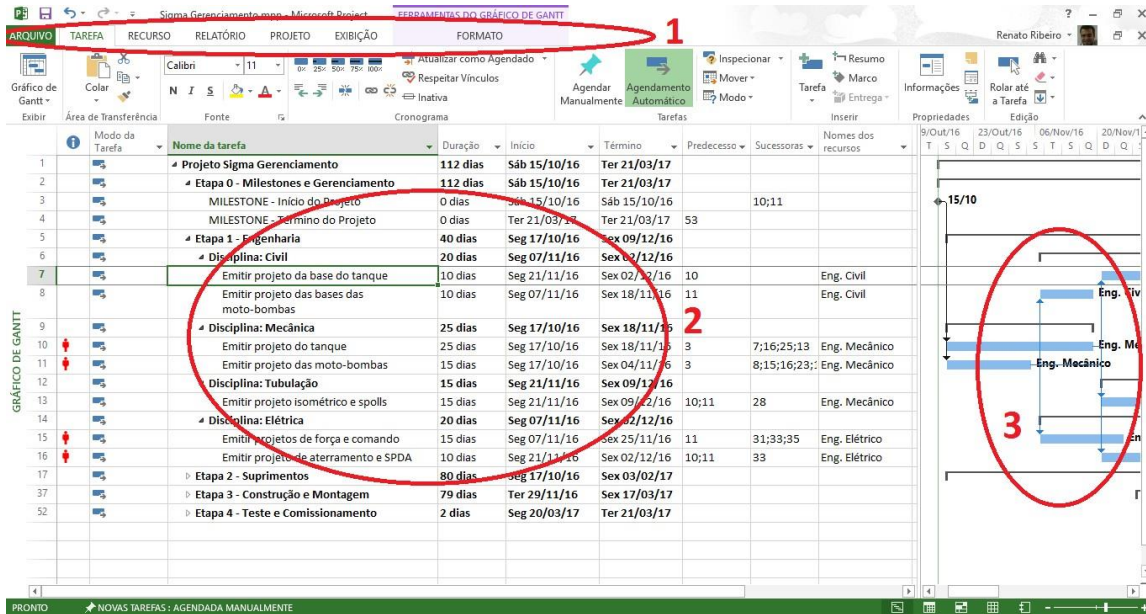 Sigma Gerenciamento.mpp - Microsoft Project FERRAMENTAS DO GRÁFICO DE GANTT
ARQUIVO TAREFA RECURSO RELATÓRIO PROJETO EXIBIÇÃO FORMATO 1 Renato Ribeiro
Gráfico de Gantt
Colar
Calibri 11
N I S
0% 25% 50% 75% 100%
Atualizar como Agendado
Respeitar Vínculos
Inativa
Agendar Manualmente
Agendamento Automático
Inspecionar
Mover
Modo
Tarefa
Resumo
Marco
Entrega
Informações
Rolar até a Tarefa
Exibir Área de Transferência Fonte Cronograma Tarefas Inserir Propriedades Edição
Modo da Tarefa Nome da tarefa Duração Início Término Predecesso Sucessoras Nomes dos recursos
9/Out/16 23/Out/16 06/Nov/16 20/Nov/1
T S Q D Q S S T S Q D Q
1 Projeto Sigma Gerenciamento 112 dias Sáb 15/10/16 Ter 21/03/17
2 Etapa 0 - Milestones e Gerenciamento 112 dias Sáb 15/10/16 Ter 21/03/17
3 MILESTONE - Início do Projeto 0 dias Sáb 15/10/16 Sáb 15/10/16 10;11 15/10
4 MILESTONE - Término do Projeto 0 dias Ter 21/03/17 Ter 21/03/17 53
5 Etapa 1 - Engenharia 40 dias Seg 17/10/16 Sex 09/12/16
6 Disciplina: Civil 20 dias Seg 07/11/16 Sex 02/12/16
7 Emitir projeto da base do tanque 10 dias Seg 21/11/16 Sex 02/12/16 10 Eng. Civil
8 Emitir projeto das bases das moto-bombas 10 dias Seg 07/11/16 Sex 18/11/16 11 Eng. Civil Eng. Civ
9 Disciplina: Mecânica 25 dias Seg 17/10/16 Sex 18/11/16 2
10 Emitir projeto do tanque 25 dias Seg 17/10/16 Sex 18/11/16 3 7;16;25;13 Eng. Mecânico Eng. Me
11 Emitir projeto das moto-bombas 15 dias Seg 17/10/16 Sex 04/11/16 3 8;15;16;23; Eng. Mecânico Eng. Mecânico
12 Disciplina: Tubulação 15 dias Seg 21/11/16 Sex 09/12/16
13 Emitir projeto isométrico e spolls 15 dias Seg 21/11/16 Sex 09/12/16 10;11 28 Eng. Mecânico
14 Disciplina: Elétrica 20 dias Seg 07/11/16 Sex 02/12/16 3
15 Emitir projetos de força e comando 15 dias Seg 07/11/16 Sex 25/11/16 11 31;33;35 Eng. Elétrico En
16 Emitir projeto de aterramento e SPDA 10 dias Seg 21/11/16 Sex 02/12/16 10;11 33 Eng. Elétrico
17 Etapa 2 - Suprimentos 80 dias Seg 17/10/16 Sex 03/02/17
37 Etapa 3 - Construção e Montagem 79 dias Ter 29/11/16 Sex 17/03/17
52 Etapa 4 - Teste e Comissionamento 2 dias Seg 20/03/17 Ter 21/03/17
GRÁFICO DE GANTT
PRONTO NOVAS TAREFAS : AGENDADA MANUALMENTE